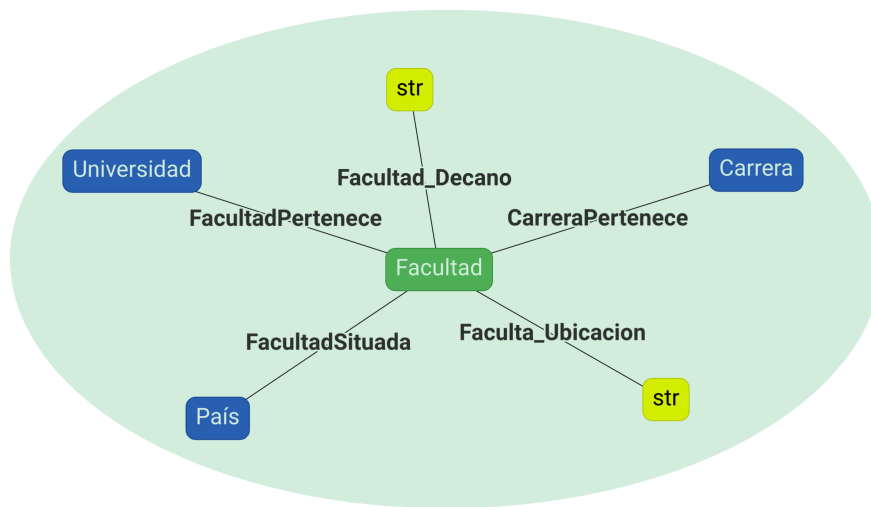 str
Universidad
Carrera
Facultad_Decano
FacultadPertenece
CarreraPertenece
Facultad
FacultadSituada
Faculta_Ubicacion
str
País